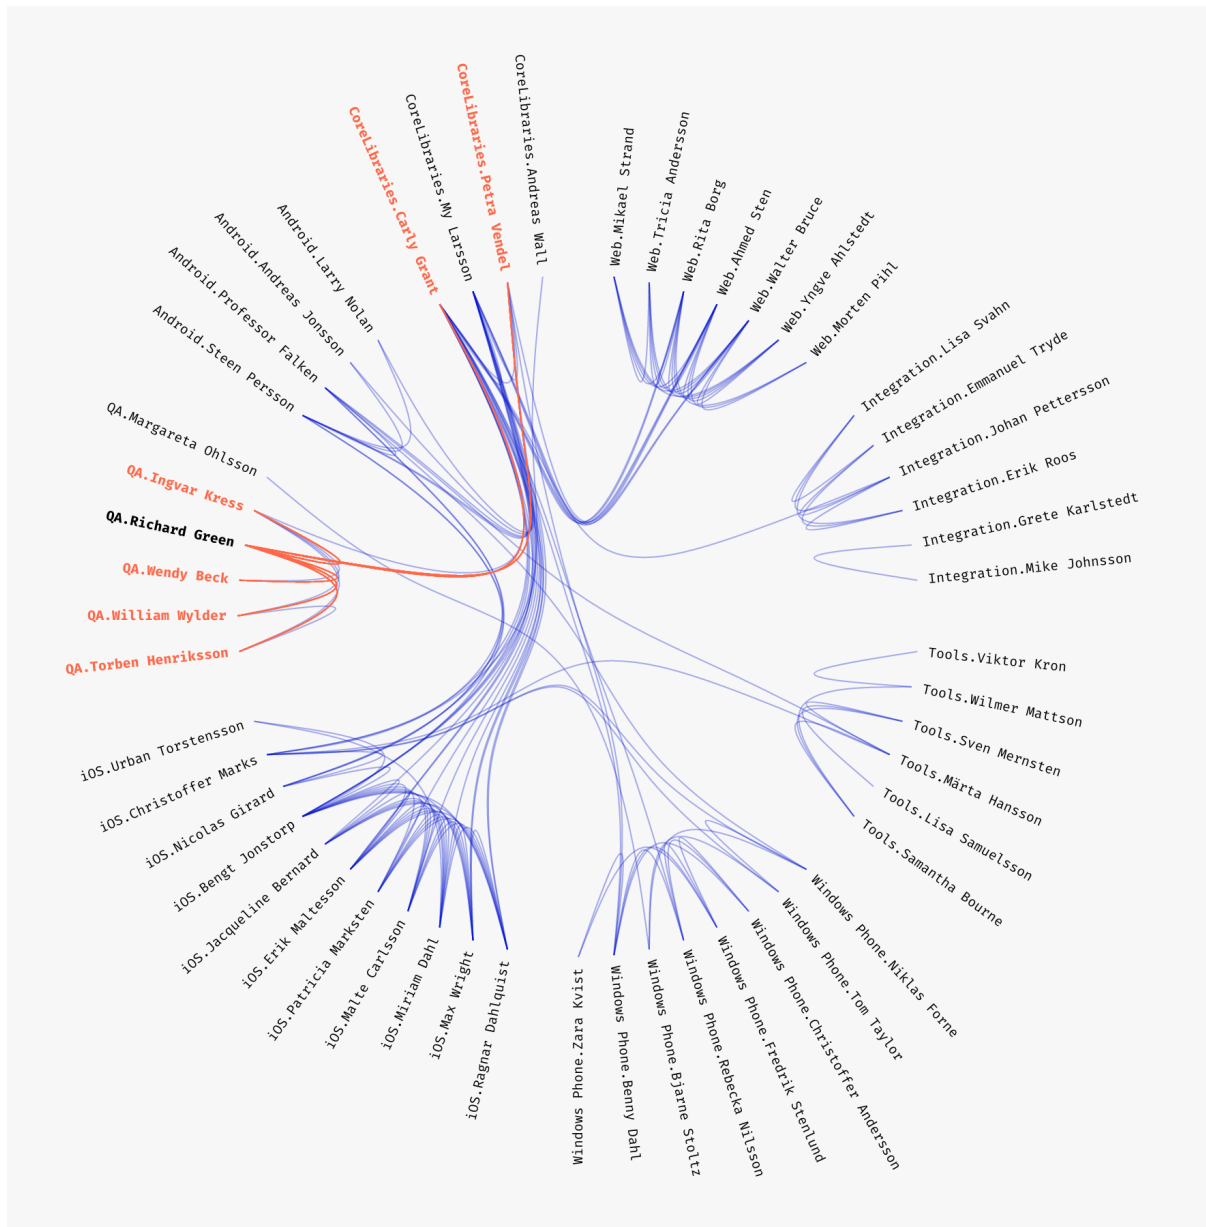 CoreLibraries.Andreas Wall
CoreLibraries.Petra Vendel
CoreLibraries.My Larsson
CoreLibraries.Carly Grant
Android.Larry Nolan
Android.Andreas Jonsson
Android.Professor Falken
Android.Steen Persson
QA.Margareta Ohlsson
QA.Ingvar Kress
QA.Richard Green
QA.Wendy Beck
QA.William Wylder
QA.Torben Henriksson
iOS.Urban Torstensson
iOS.Christoffer Marks
iOS.Nicolas Girard
iOS.Bengt Jonstorp
iOS.Jacqueline Bernard
iOS.Erik Maltesson
iOS.Patricia Marksten
iOS.Malte Carlsson
iOS.Miriam Dahl
iOS.Max Wright
iOS.Ragnar Dahlquist
Windows Phone.Zara Kvist
Windows Phone.Benny Dahl
Windows Phone.Bjarne Stoltz
Windows Phone.Rebecka Nilsson
Windows Phone.Fredrik Stenlund
Windows Phone.Christoffer Andersson
Windows Phone.Tom Taylor
Windows Phone.Niklas Forne
Tools.Samantha Bourne
Tools.Lisa Samuelsson
Tools.Märta Hansson
Tools.Sven Mernsten
Tools.Wilmer Mattson
Tools.Viktor Kron
Integration.Mike Johnsson
Integration.Grete Karlstedt
Integration.Erik Roos
Integration.Johan Pettersson
Integration.Emmanuel Tryde
Integration.Lisa Svahn
Web.Morten Pihl
Web.Yngve Ahlstedt
Web.Walter Bruce
Web.Ahmed Sten
Web.Rita Borg
Web.Tricia Andersson
Web.Mikael Strand